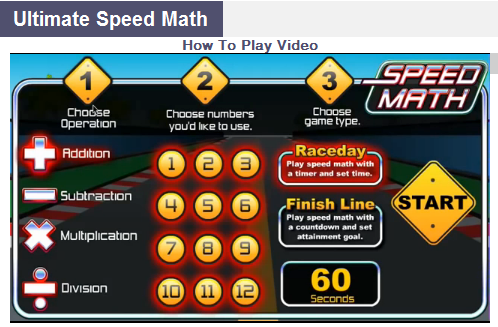 Ultimate Speed Math
How To Play Video
1
Choose
Operation
Addition
Subtraction
Multiplication
Division
2
Choose numbers
you'd like to use.
1 2 3
4 5 6
7 8 9
10 11 12
3
Choose
game type.
Raceday
Play speed math with
a timer and set time.
Finish Line
Play speed math with
a countdown and set
attainment goal.
60
Seconds
SPEED
MATH
START